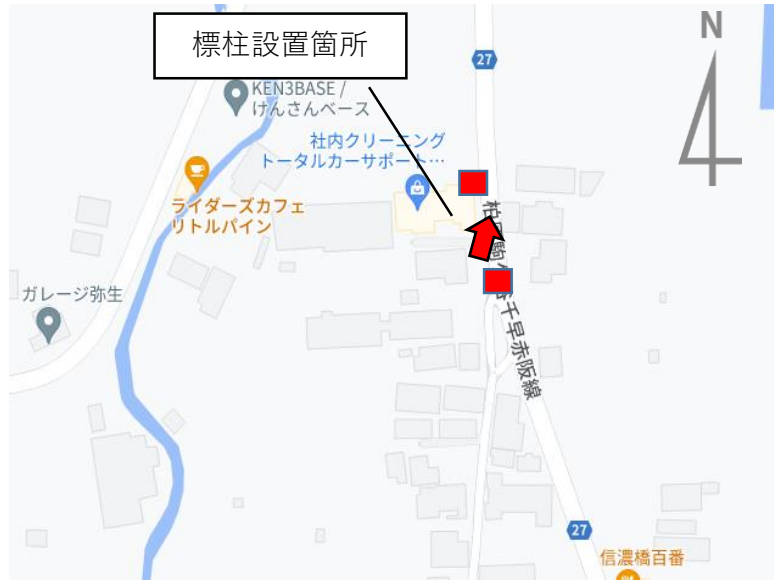 標柱設置箇所
N
27
KEN3BASE /
けんさんベース
社内クリーニング
トータルカーサポート…
ライダーズカフェ
リトルパイン
ガレージ弥生
千早赤阪線
27
信濃橋百番